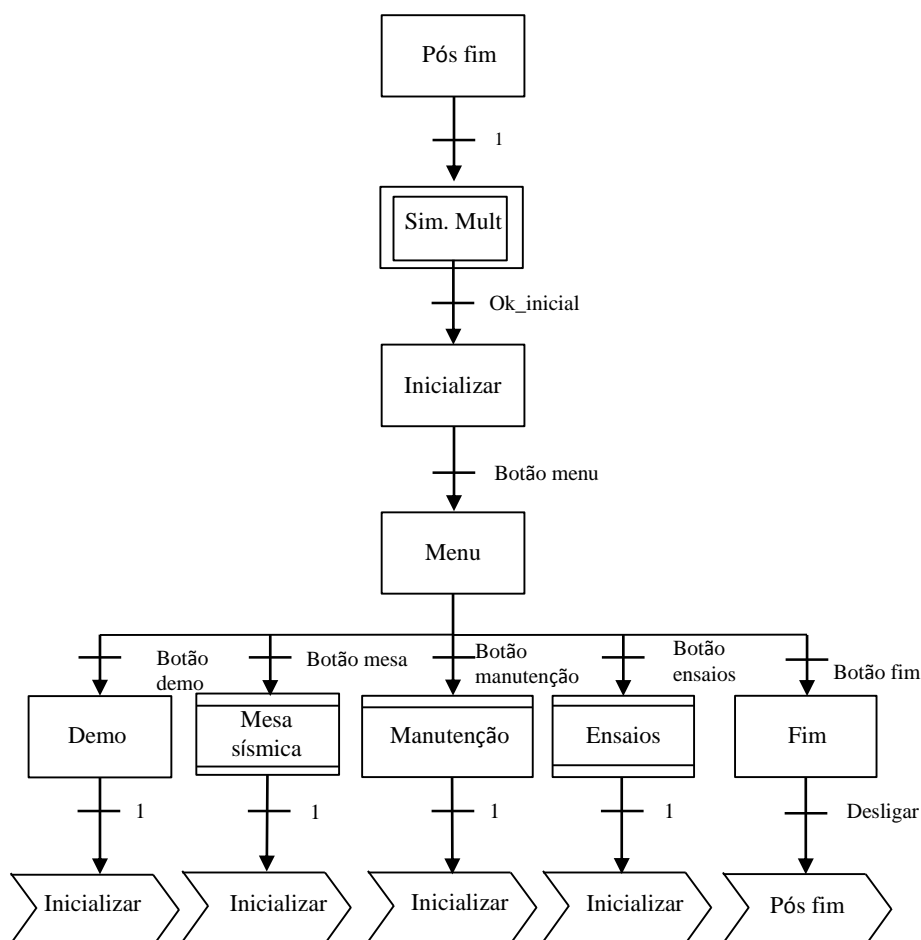 Pós fim
1
Sim. Mult
Ok_inicial
Inicializar
Botão menu
Menu
Botão
demo
Botão mesa
Botão
manutenção
Botão
ensaios
Botão fim
Demo
Mesa
sísmica
Manutenção
Ensaios
Fim
1
1
1
1
Desligar
Inicializar
Inicializar
Inicializar
Inicializar
Pós fim